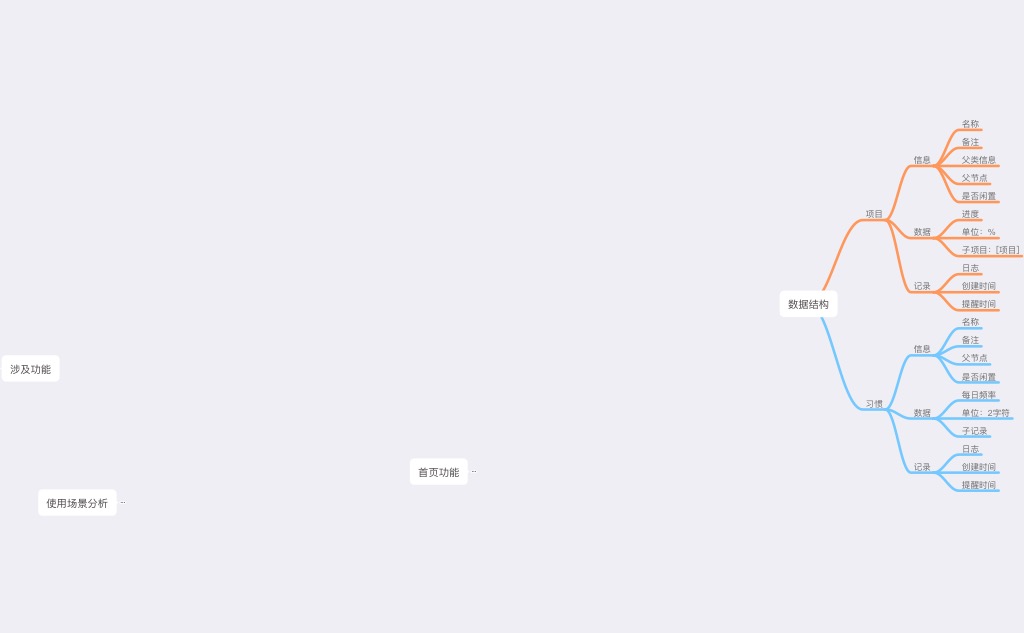 涉及功能
使用场景分析
首页功能
数据结构
项目
信息
名称
备注
父类信息
父节点
是否闲置
数据
进度
单位：%
子项目：[项目]
记录
日志
创建时间
提醒时间
习惯
信息
名称
备注
父节点
是否闲置
数据
每日频率
单位：2字符
子记录
记录
日志
创建时间
提醒时间